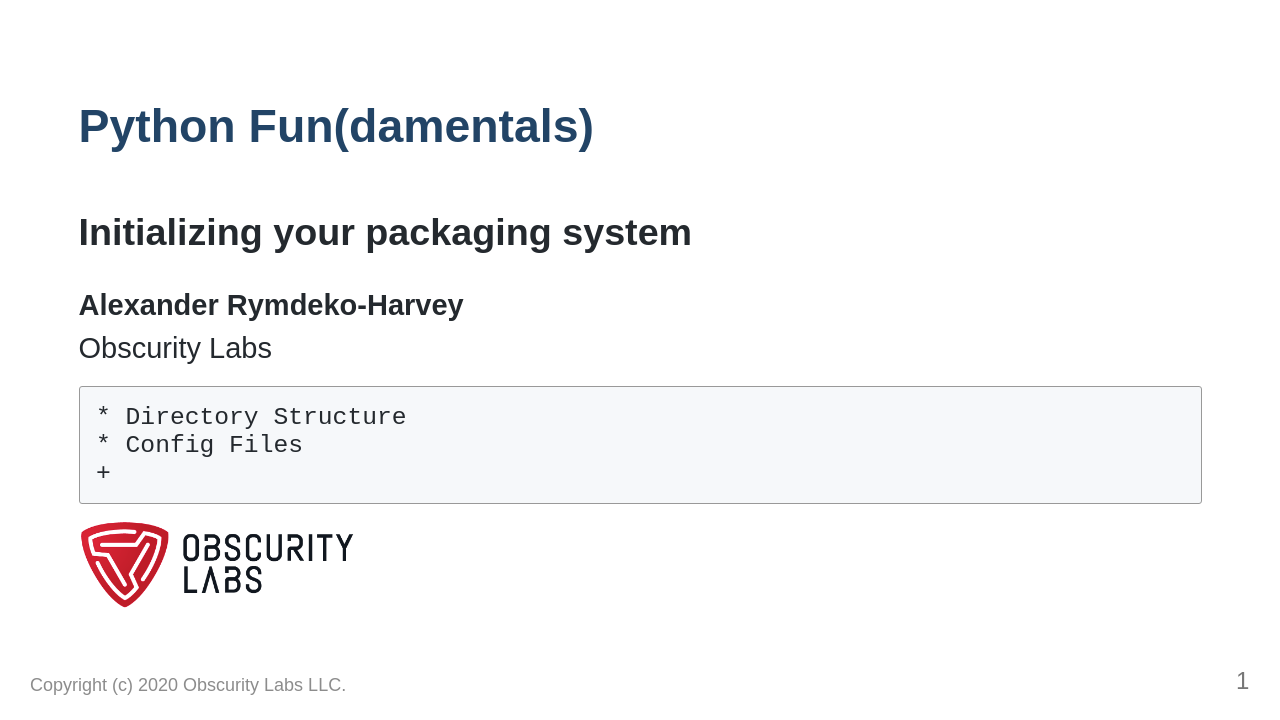 Python Fun(damentals)
Initializing your packaging system
Alexander Rymdeko-Harvey
Obscurity Labs
* Directory Structure
* Config Files
+
OBSCURITY
LABS
Copyright (c) 2020 Obscurity Labs LLC.
1